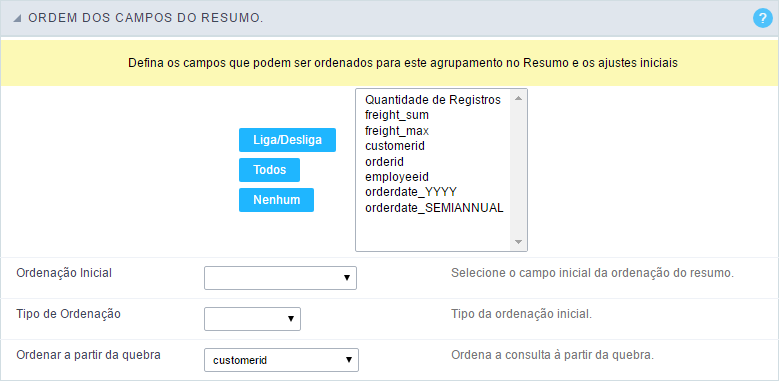 ORDEM DOS CAMPOS DO RESUMO.
?
Defina os campos que podem ser ordenados para este agrupamento no Resumo e os ajustes iniciais
Liga/Desliga
Todos
Nenhum
Quantidade de Registros
freight_sum
freight_max
customerid
orderid
employeeid
orderdate_YYYY
orderdate_SEMIANNUAL
Ordenação Inicial
Selecione o campo inicial da ordenação do resumo.
Tipo de Ordenação
Tipo da ordenação inicial.
Ordenar a partir da quebra
customerid
Ordena a consulta à partir da quebra.